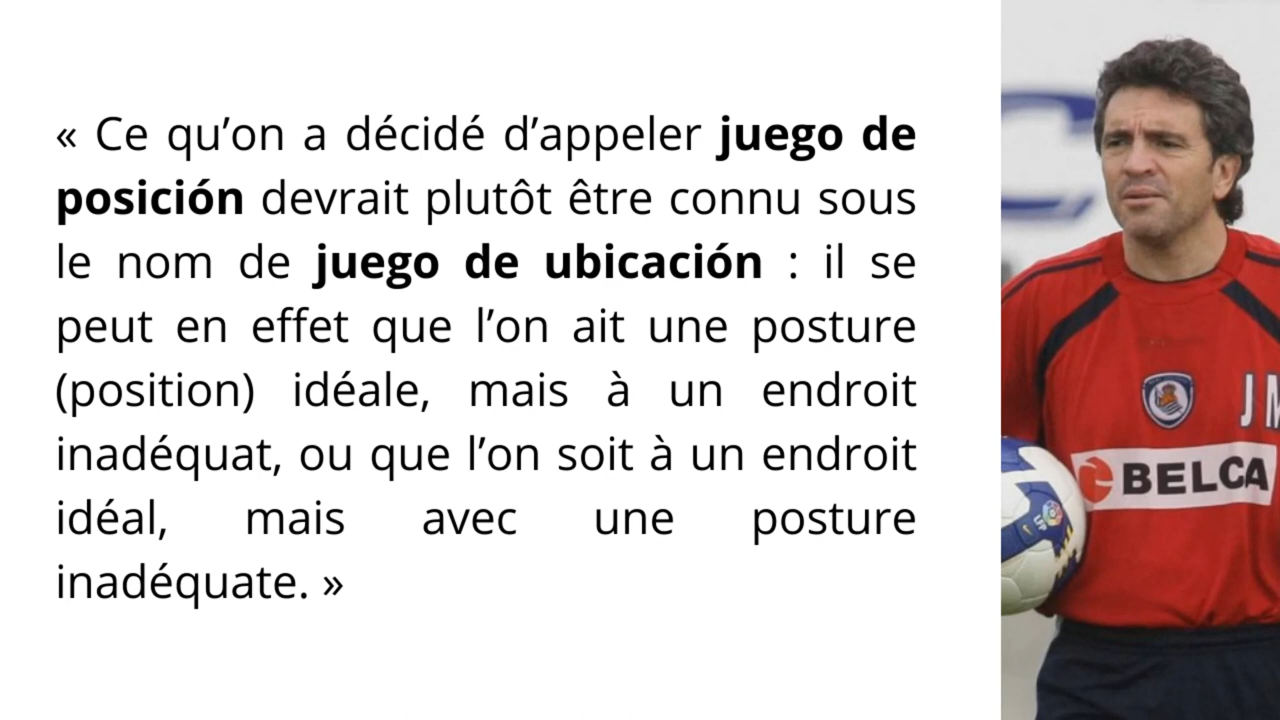 « Ce qu’on a décidé d’appeler juego de
posición devrait plutôt être connu sous
le nom de juego de ubicación : il se
peut en effet que l’on ait une posture
(position) idéale, mais à un endroit
inadéquat, ou que l’on soit à un endroit
idéal, mais avec une posture
inadéquate. »
J M
BELCA